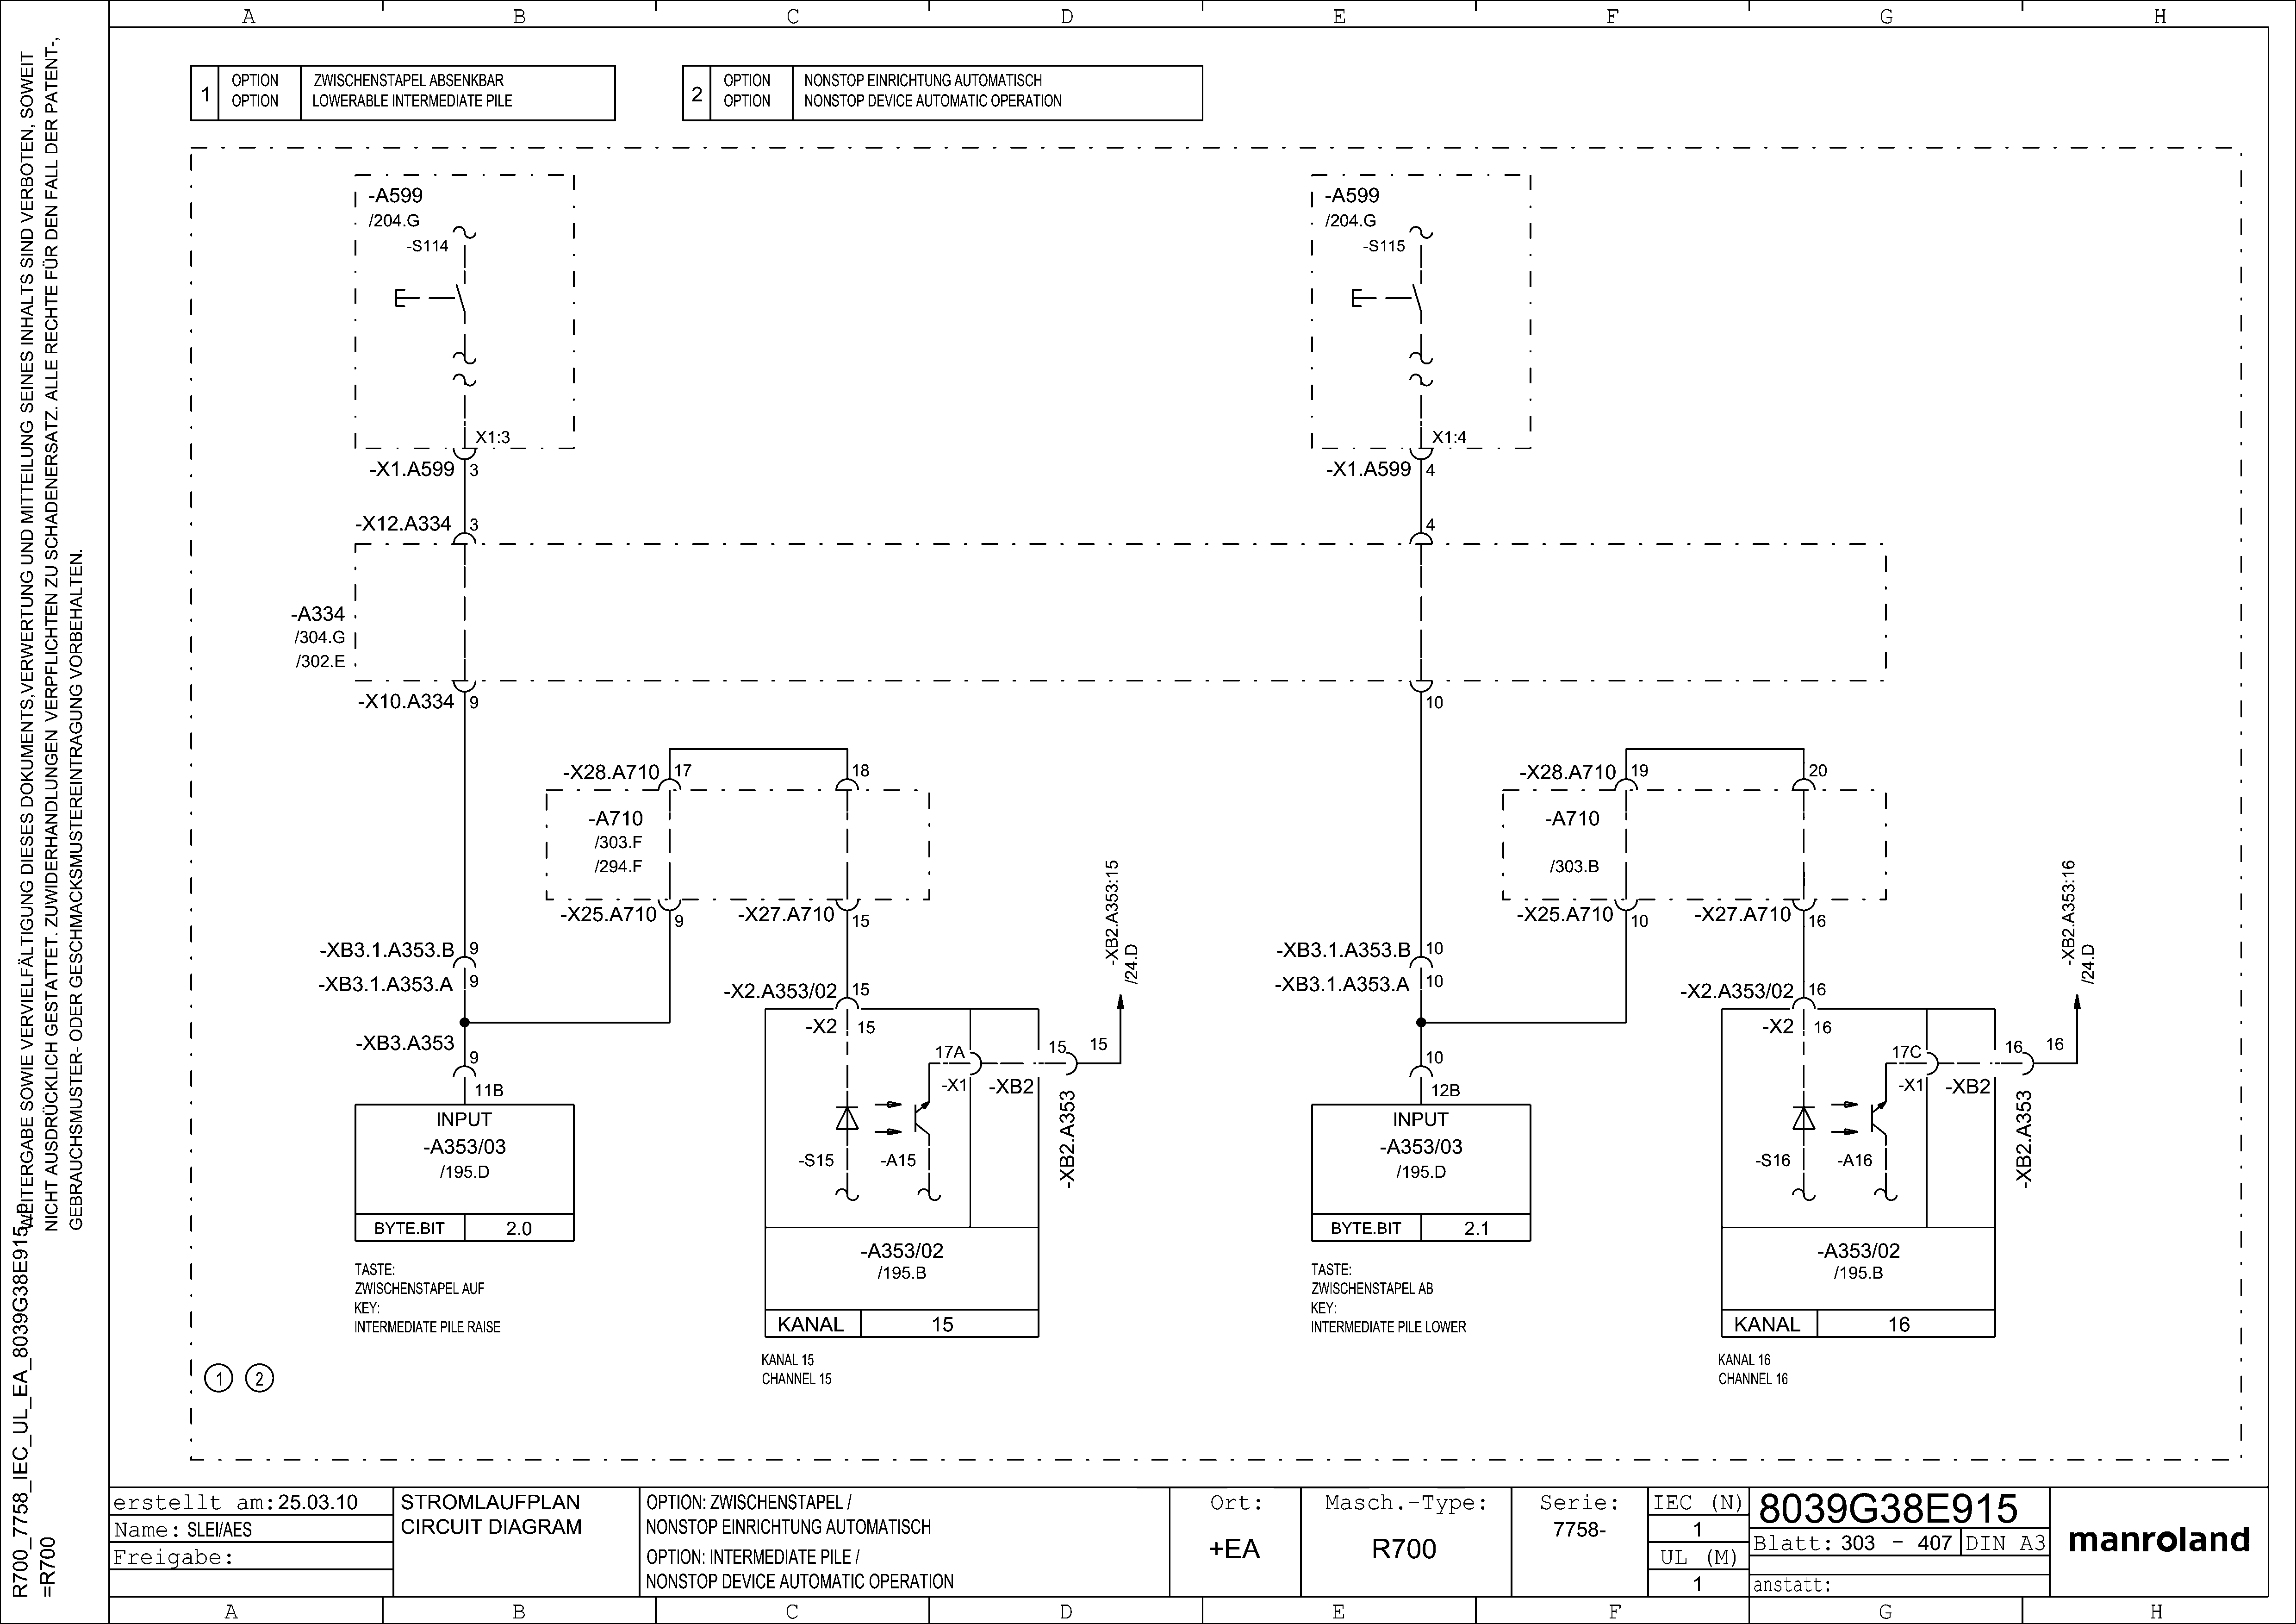 A B C D E F G H
1 OPTION ZWISCHENSTAPEL ABSENKBAR
OPTION LOWERABLE INTERMEDIATE PILE
2 OPTION NONSTOP EINRICHTUNG AUTOMATISCH
OPTION NONSTOP DEVICE AUTOMATIC OPERATION
-A599
/204.G
-S114
X1:3
-X1.A599 3
-X12.A334 3
-A334
/304.G
/302.E
-X10.A334 9
-X28.A710 17 18
-A710
/303.F
/294.F
-X25.A710 9
-X27.A710 15
-XB3.1.A353.B 9
-XB3.1.A353.A 9
-XB3.A353
9
11B
INPUT
-A353/03
/195.D
BYTE.BIT 2.0
TASTE:
ZWISCHENSTAPEL AUF
KEY:
INTERMEDIATE PILE RAISE
-X2.A353/02 15
-X2 15
17A
-X1
-XB2
15
15
-XB2.A353
-XB2.A353:15
/24.D
-S15
-A15
-A353/02
/195.B
KANAL 15
KANAL 15
CHANNEL 15
-A599
/204.G
-S115
X1:4
-X1.A599 4
4
10
-X28.A710 19 20
-A710
/303.B
-X25.A710 10
-X27.A710 16
-XB3.1.A353.B 10
-XB3.1.A353.A 10
10
12B
INPUT
-A353/03
/195.D
BYTE.BIT 2.1
TASTE:
ZWISCHENSTAPEL AB
KEY:
INTERMEDIATE PILE LOWER
-X2.A353/02 16
-X2 16
17C
-X1
-XB2
16
16
-XB2.A353
-XB2.A353:16
/24.D
-S16
-A16
-A353/02
/195.B
KANAL 16
KANAL 16
CHANNEL 16
1 2
WEITERGABE SOWIE VERVIELFÄLTIGUNG DIESES DOKUMENTS,VERWERTUNG UND MITTEILUNG SEINES INHALTS SIND VERBOTEN, SOWEIT
NICHT AUSDRÜCKLICH GESTATTET. ZUWIDERHANDLUNGEN VERPFLICHTEN ZU SCHADENERSATZ. ALLE RECHTE FÜR DEN FALL DER PATENT-,
GEBRAUCHSMUSTER- ODER GESCHMACKSMUSTEREINTRAGUNG VORBEHALTEN.
=R700
erstellt am: 25.03.10
Name: SLEI/AES
Freigabe:
STROMLAUFPLAN
CIRCUIT DIAGRAM
OPTION: ZWISCHENSTAPEL /
NONSTOP EINRICHTUNG AUTOMATISCH
OPTION: INTERMEDIATE PILE /
NONSTOP DEVICE AUTOMATIC OPERATION
Ort:
+EA
Masch.-Type:
R700
Serie:
7758-
IEC (N)
1
UL (M)
1
8039G38E915
Blatt: 303 - 407 DIN A3
anstatt:
manroland
A B C D E F G H